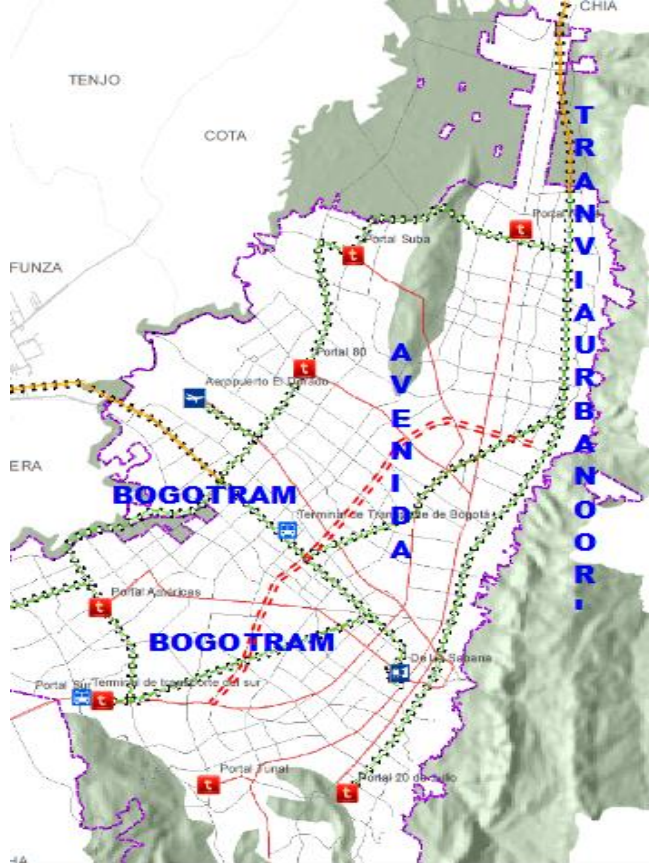 CHIA
TENJO
COTA
TRANVIAURBANOORI
Portal Suba
FUNZA
AVENIDA
Portal 80
Aeropuerto El Dorado
ERA
BOGOTRAM
Terminal de Transporte de Bogotá
Portal Américas
BOGOTRAM
De La Sabana
Portal Sur
Terminal de transporte del sur
Portal Tunal
Portal 20 de Julio
HA